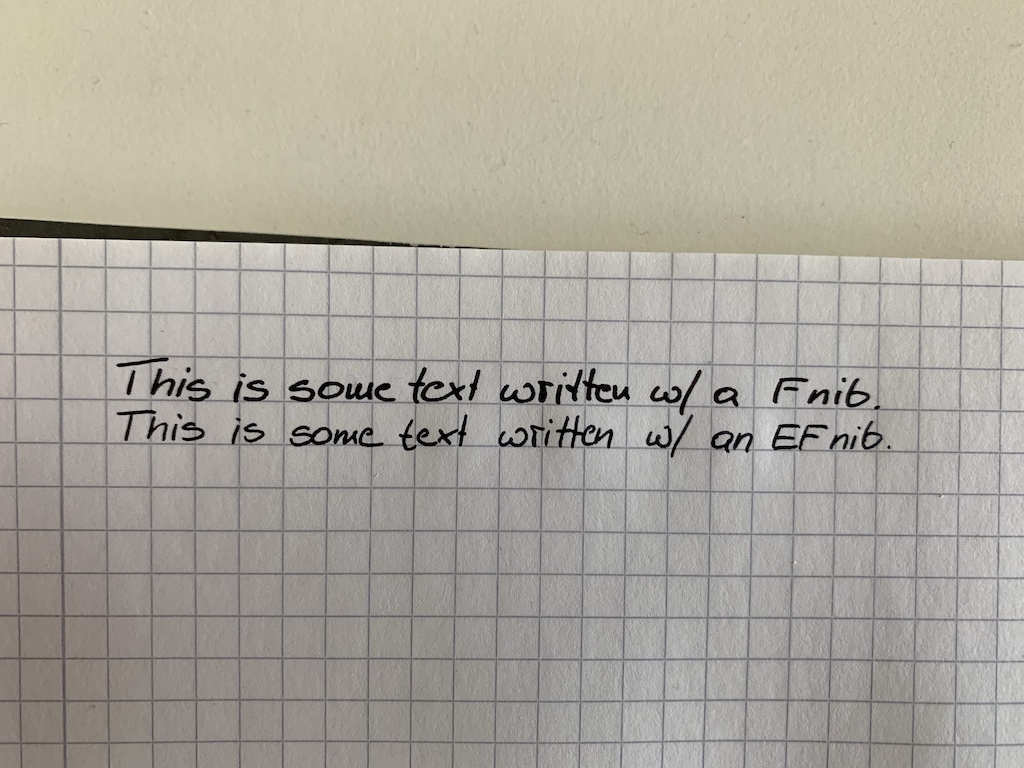 This is some text written w/ a F nib.
This is some text written w/ an EF nib.